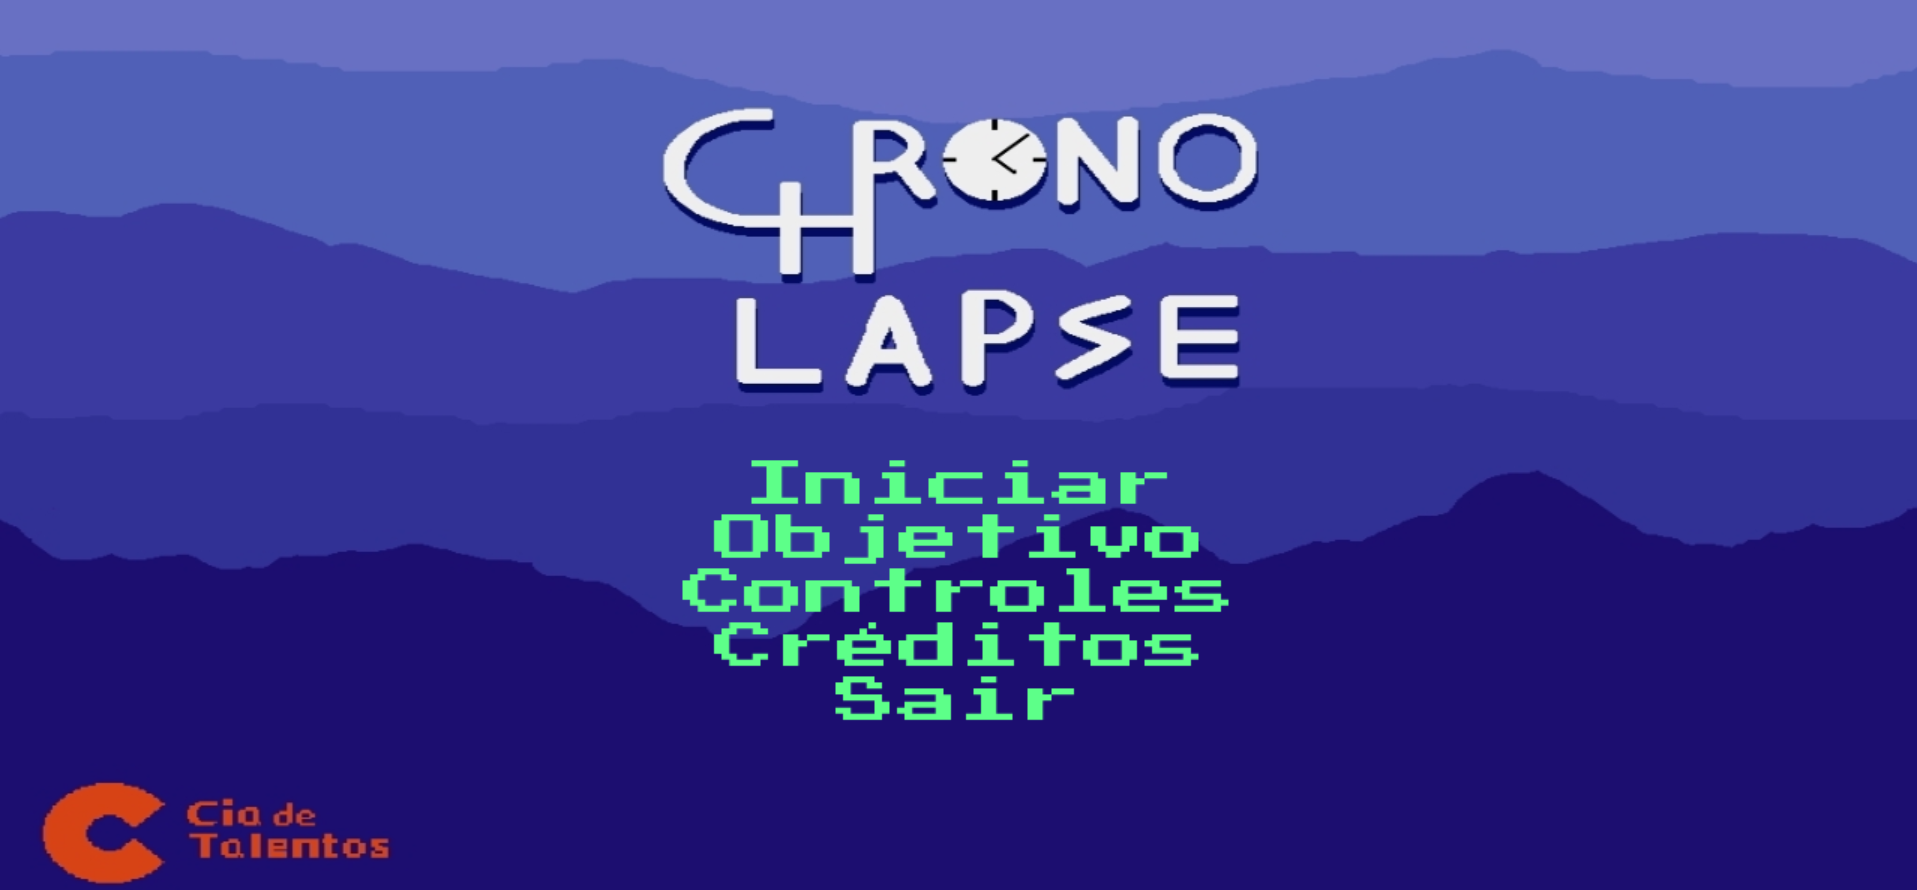 CHRONO
LAPSE
Iniciar
Objetivo
Controles
Créditos
Sair
Cia de
Talentos